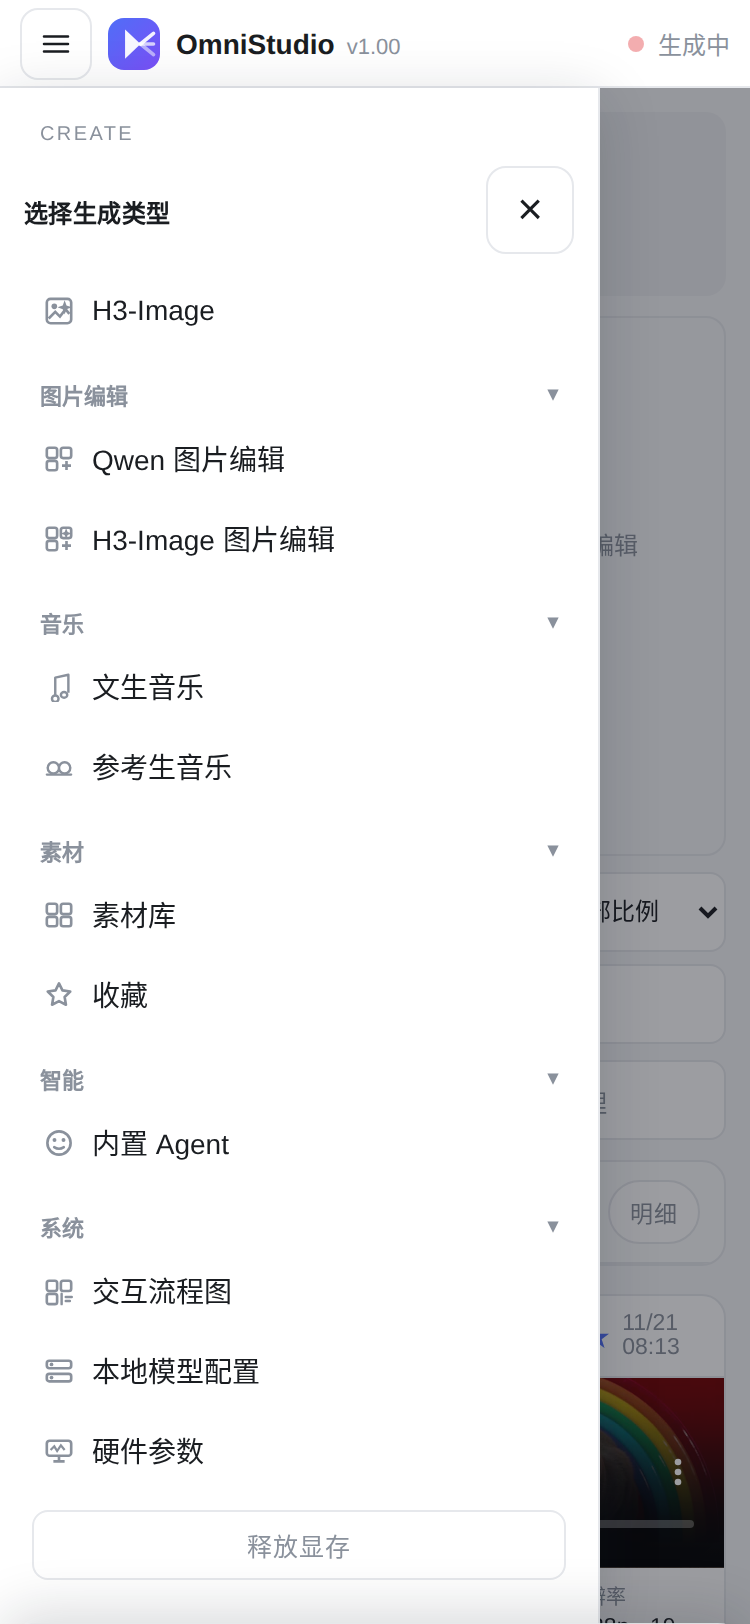 OmniStudio v1.00
生成中
CREATE
选择生成类型
H3-Image
图片编辑
Qwen 图片编辑
H3-Image 图片编辑
音乐
文生音乐
参考生音乐
素材
素材库
收藏
智能
内置 Agent
系统
交互流程图
本地模型配置
硬件参数
释放显存
编辑
部比例
明细
11/21
08:13
辨率